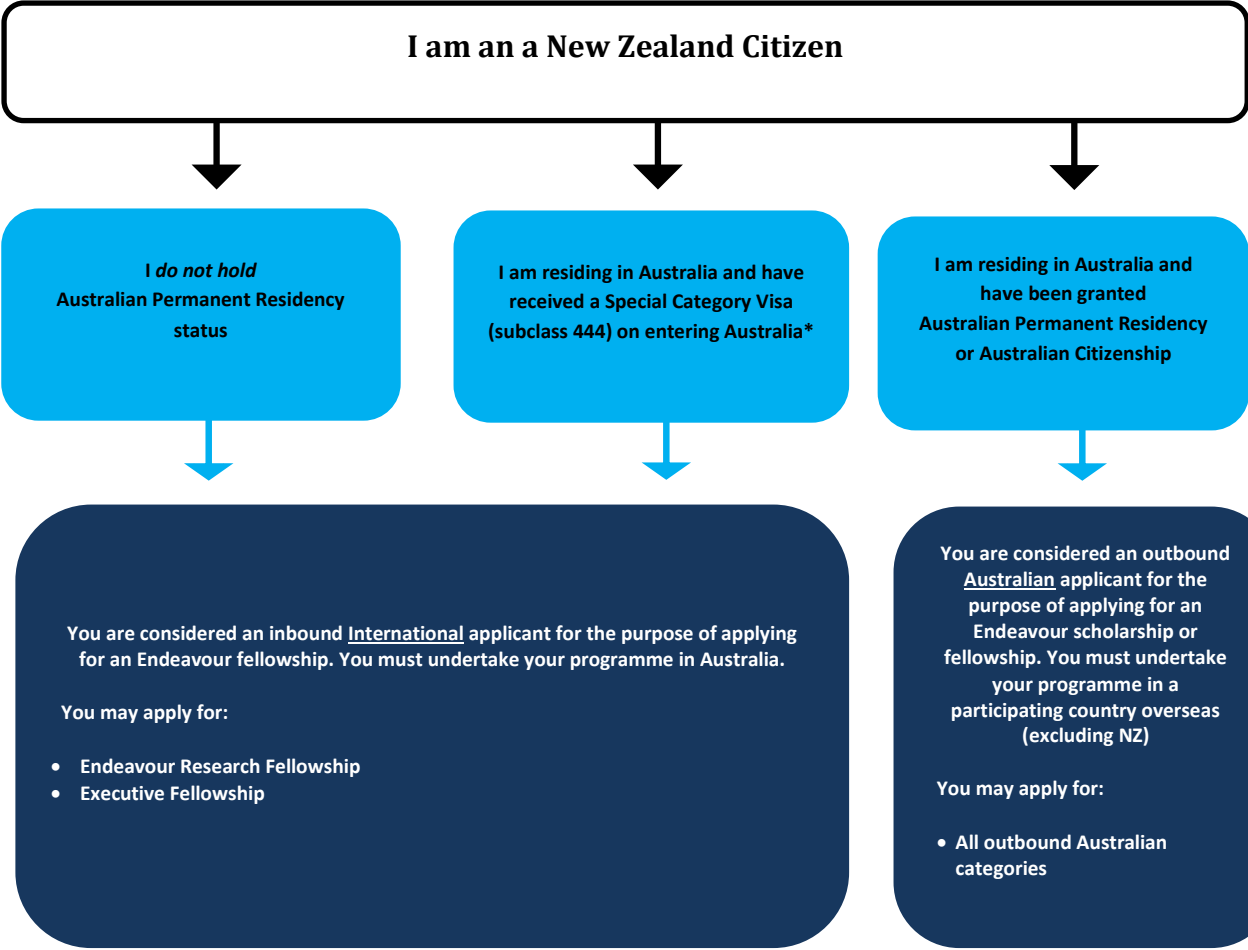 I am an a New Zealand Citizen
I do not hold
Australian Permanent Residency
status
I am residing in Australia and have
received a Special Category Visa
(subclass 444) on entering Australia*
I am residing in Australia and
have been granted
Australian Permanent Residency
or Australian Citizenship
You are considered an inbound International applicant for the purpose of applying
for an Endeavour fellowship. You must undertake your programme in Australia.
You may apply for:
• Endeavour Research Fellowship
• Executive Fellowship
You are considered an outbound
Australian applicant for the
purpose of applying for an
Endeavour scholarship or
fellowship. You must undertake
your programme in a
participating country overseas
(excluding NZ)
You may apply for:
• All outbound Australian
categories